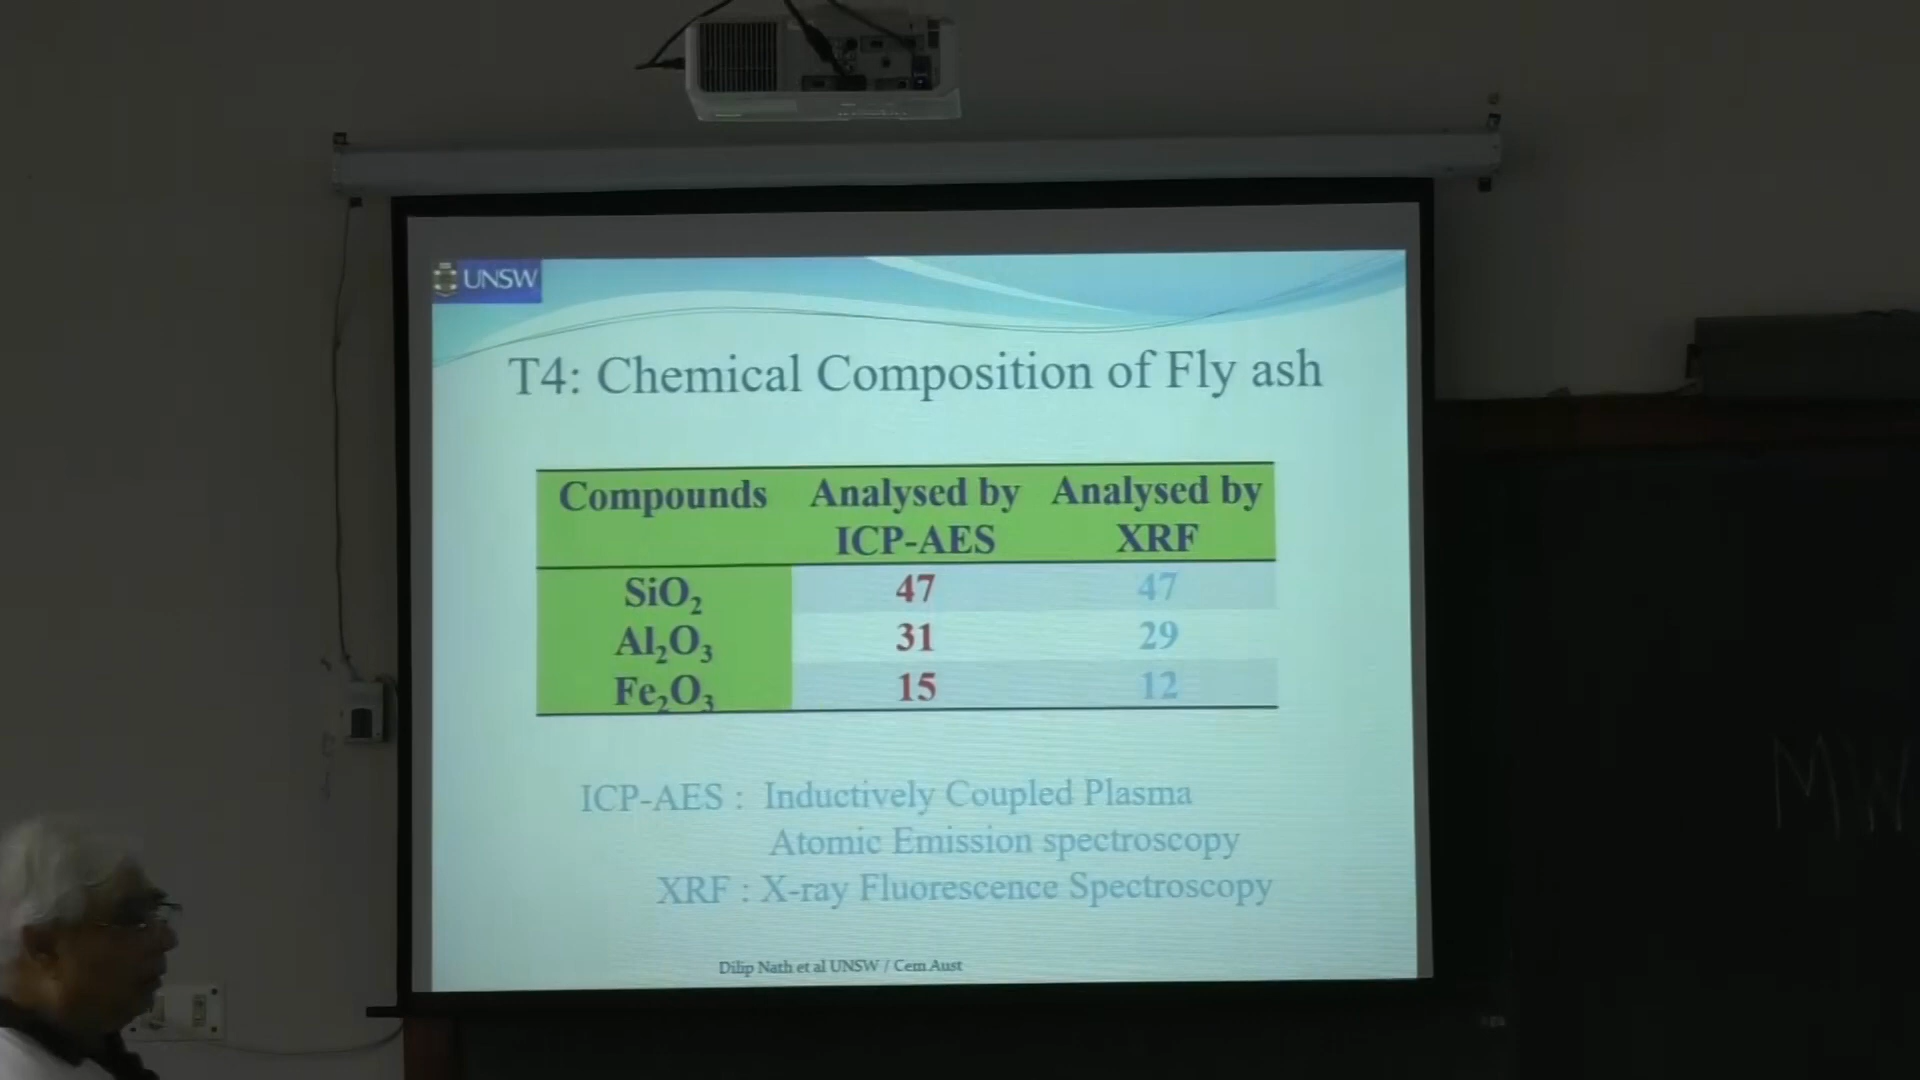 UNSW
T4: Chemical Composition of Fly ash
Compounds Analysed by ICP-AES Analysed by XRF
SiO₂ 47 47
Al₂O₃ 31 29
Fe₂O₃ 15 12
ICP-AES : Inductively Coupled Plasma
Atomic Emission spectroscopy
XRF : X-ray Fluorescence Spectroscopy
Dilip Nath et al UNSW / Cem Aust
MW